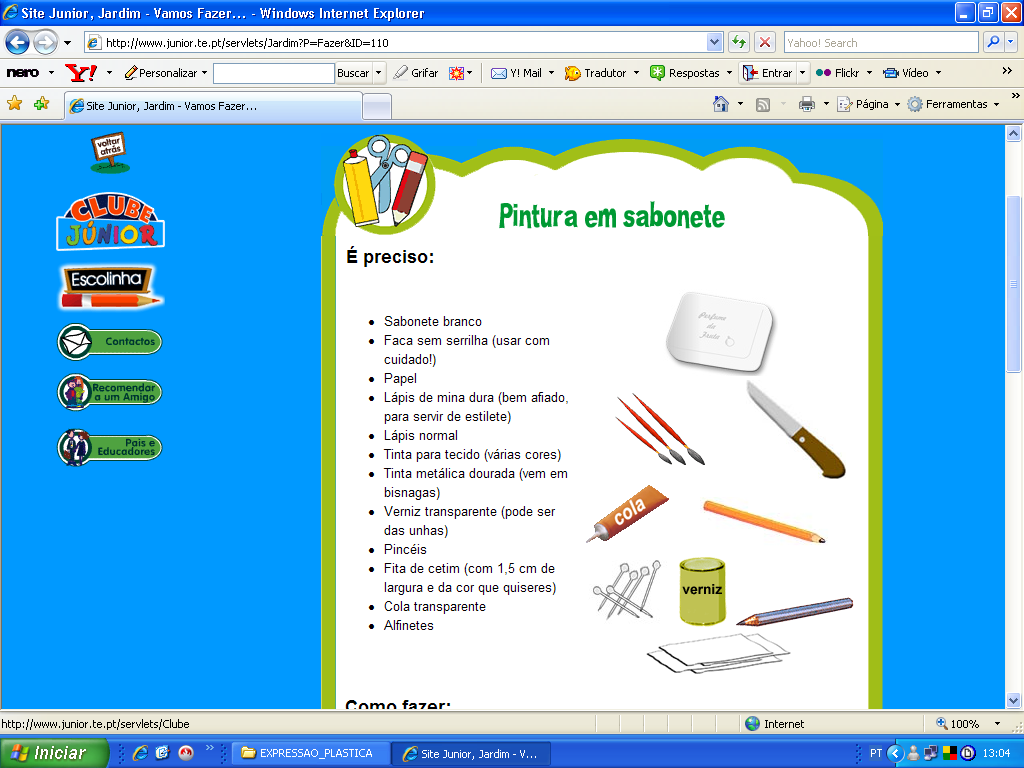 Site Junior, Jardim - Vamos Fazer... - Windows Internet Explorer
http://www.junior.te.pt/servlets/Jardim?P=Fazer&ID=110
Yahoo! Search
nero
Y!
Personalizar
Buscar
Grifar
Y! Mail
Tradutor
Respostas
Entrar
Flickr
Vídeo
Site Junior, Jardim - Vamos Fazer...
Página
Ferramentas
voltar
atrás
CLUBE
JÚNIOR
Escolinha
Contactos
Recomendar
a um Amigo
Pais e
Educadores
Pintura em sabonete
É preciso:
Sabonete branco
Faca sem serrilha (usar com
cuidado!)
Papel
Lápis de mina dura (bem afiado,
para servir de estilete)
Lápis normal
Tinta para tecido (várias cores)
Tinta metálica dourada (vem em
bisnagas)
Verniz transparente (pode ser
das unhas)
Pincéis
Fita de cetim (com 1,5 cm de
largura e da cor que quiseres)
Cola transparente
Alfinetes
Perfume
de
cola
verniz
Como fazer:
http://www.junior.te.pt/servlets/Clube
Internet
100%
Iniciar
EXPRESSAO_PLASTICA
Site Junior, Jardim - V...
PT
13:04